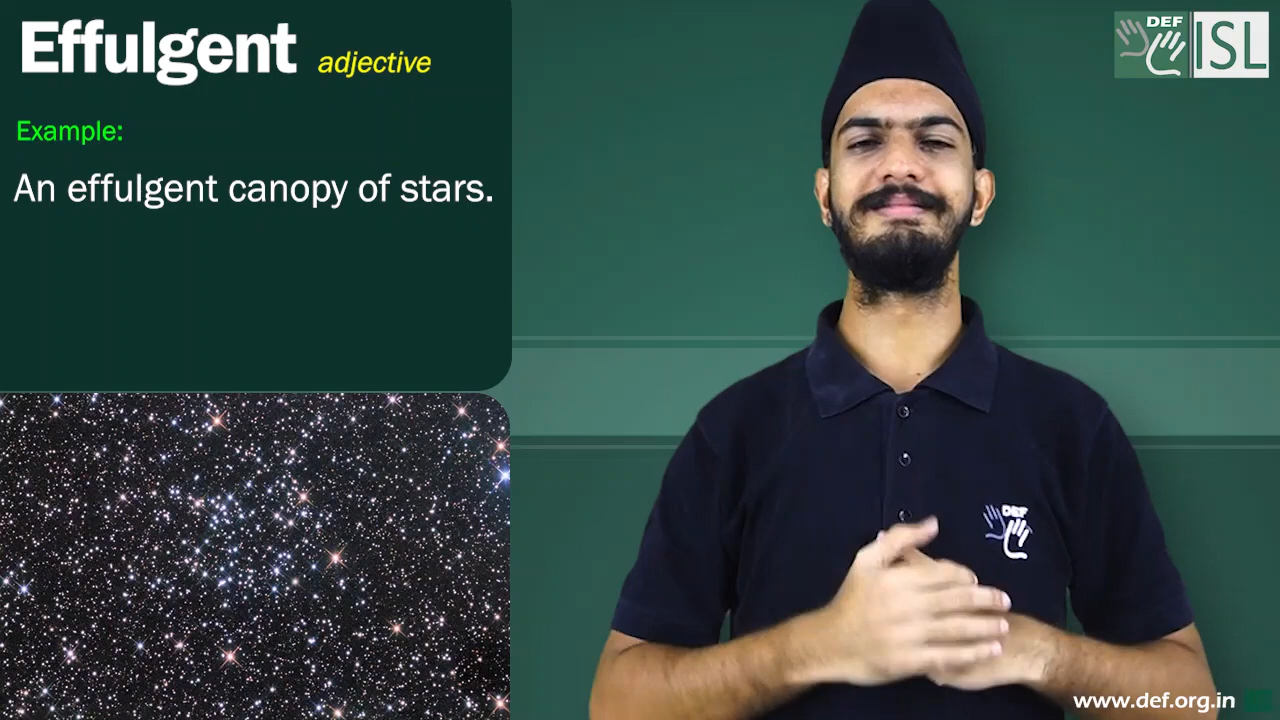 Effulgent adjective
Example:
An effulgent canopy of stars.
DEF
ISL
DEF
www.def.org.in